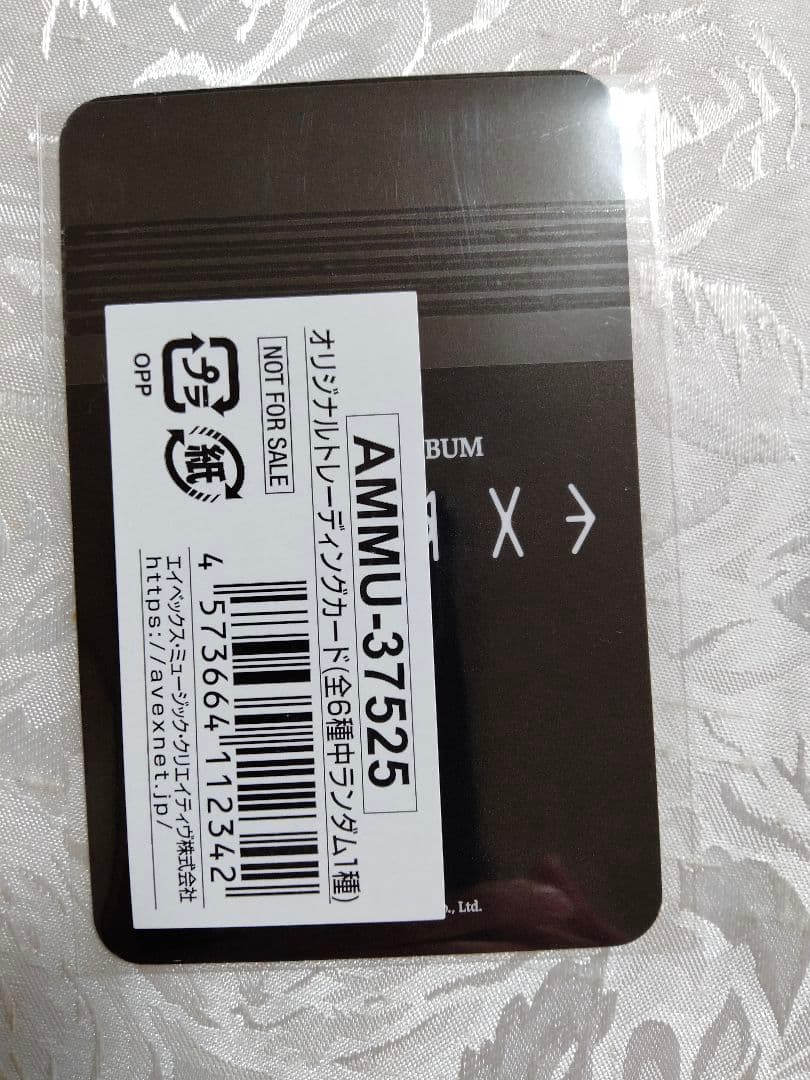 AMMU-37525
オリジナルトレーディングカード(全6種中ランダム1種)
NOT FOR SALE
プラ
紙
OPP
4 573664 112342
エイベックス・ミュージック・クリエイティヴ株式会社
https://avexnet.jp/
BUM
X
., Ltd.